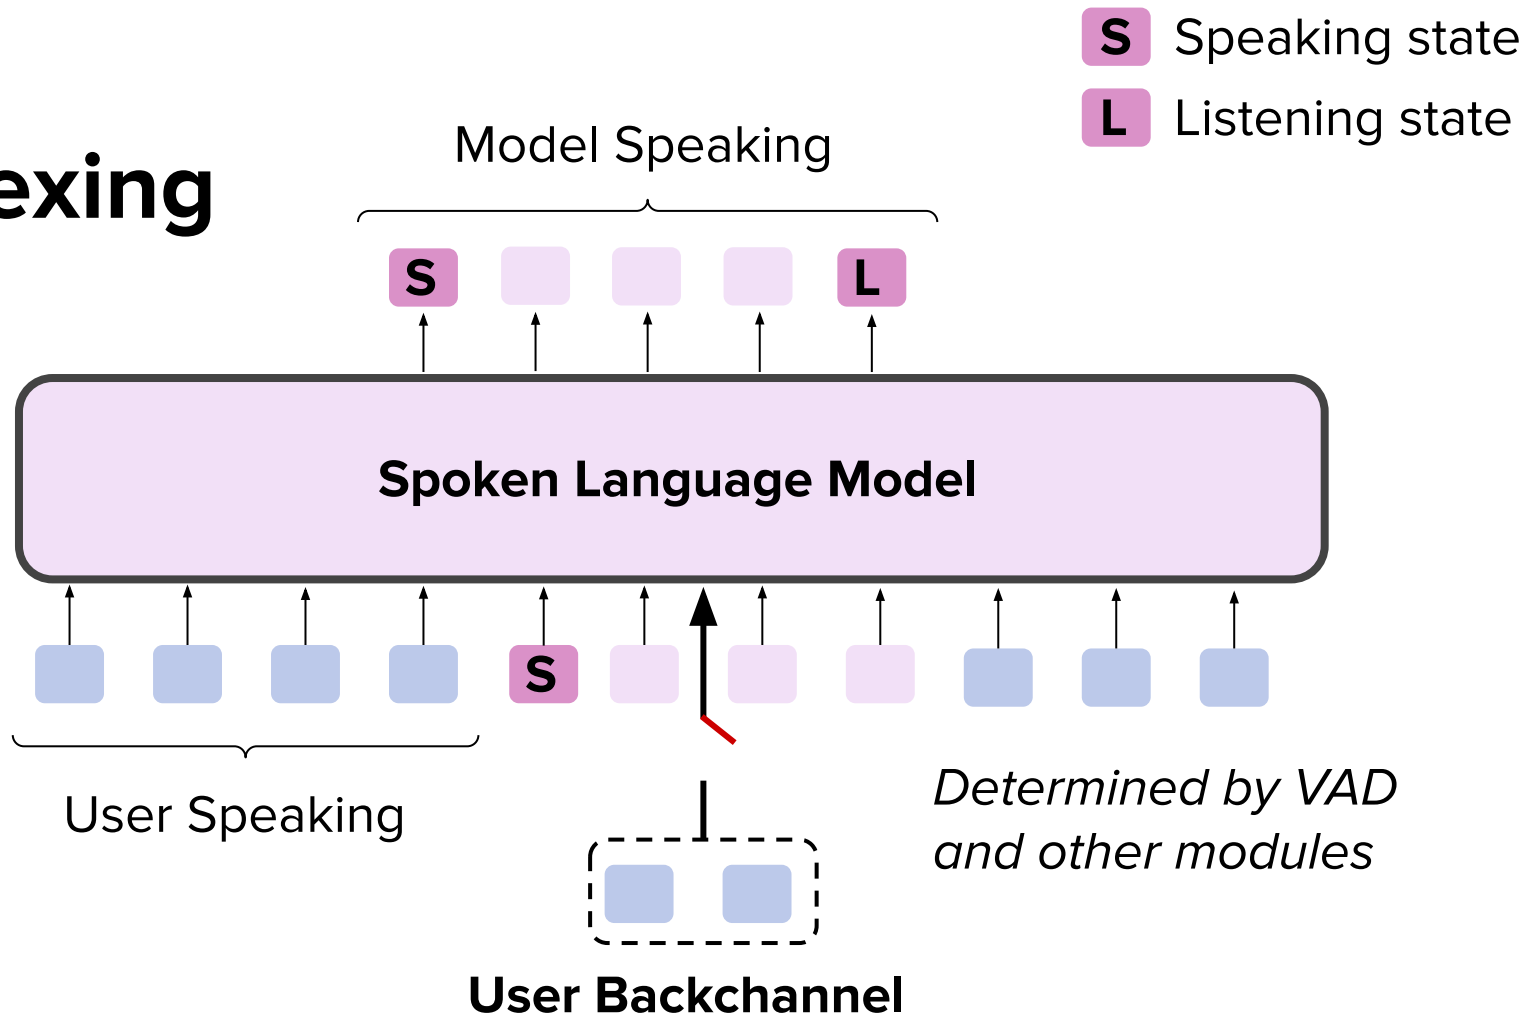 S Speaking state
L Listening state
Model Speaking
exing
S
L
Spoken Language Model
S
User Speaking
Determined by VAD
and other modules
User Backchannel